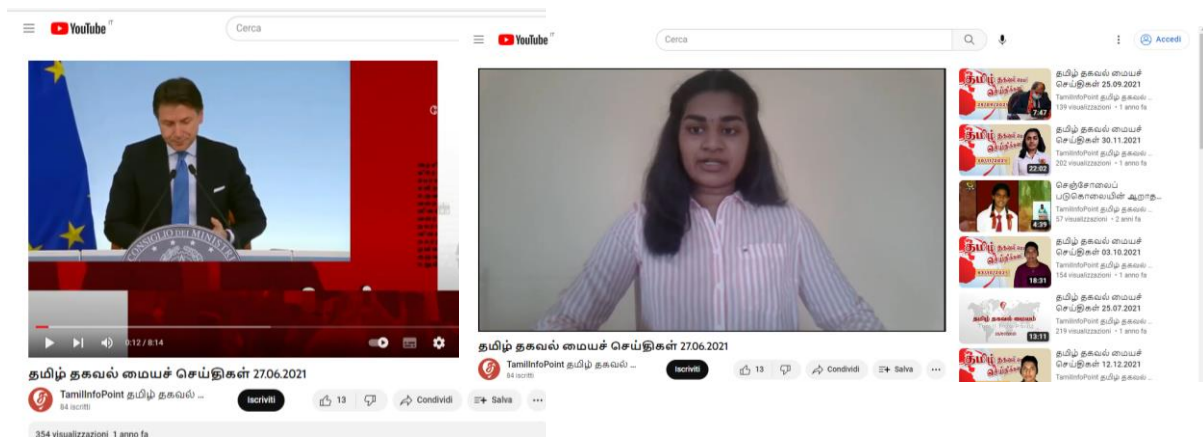 YouTube IT
Cerca
CONSIGLIO DEI MINISTRI
0:12 / 8:14
தமிழ் தகவல் மையச் செய்திகள் 27.06.2021
TamilInfoPoint தமிழ் தகவல் ...
84 iscritti
Iscriviti
13
Condividi
Salva
354 visualizzazioni 1 anno fa
YouTube IT
Cerca
Accedi
தமிழ் தகவல் மையச் செய்திகள் 27.06.2021
TamilInfoPoint தமிழ் தகவல் ...
84 iscritti
Iscriviti
13
Condividi
Salva
7:47
தமிழ் தகவல் மையச்
செய்திகள் 25.09.2021
TamilInfoPoint தமிழ் தகவல் ...
139 visualizzazioni • 1 anno fa
22:02
தமிழ் தகவல் மையச்
செய்திகள் 30.11.2021
TamilInfoPoint தமிழ் தகவல் ...
202 visualizzazioni • 1 anno fa
4:39
செஞ்சோலைப்
படுகொலையின் ஆறாத...
TamilInfoPoint தமிழ் தகவல் ...
57 visualizzazioni • 2 anni fa
18:31
தமிழ் தகவல் மையச்
செய்திகள் 03.10.2021
TamilInfoPoint தமிழ் தகவல் ...
154 visualizzazioni • 1 anno fa
13:11
தமிழ் தகவல் மையச்
செய்திகள் 25.07.2021
TamilInfoPoint தமிழ் தகவல் ...
219 visualizzazioni • 1 anno fa
தமிழ் தகவல் மையச்
செய்திகள் 12.12.2021
TamilInfoPoint தமிழ் தகவல் ...